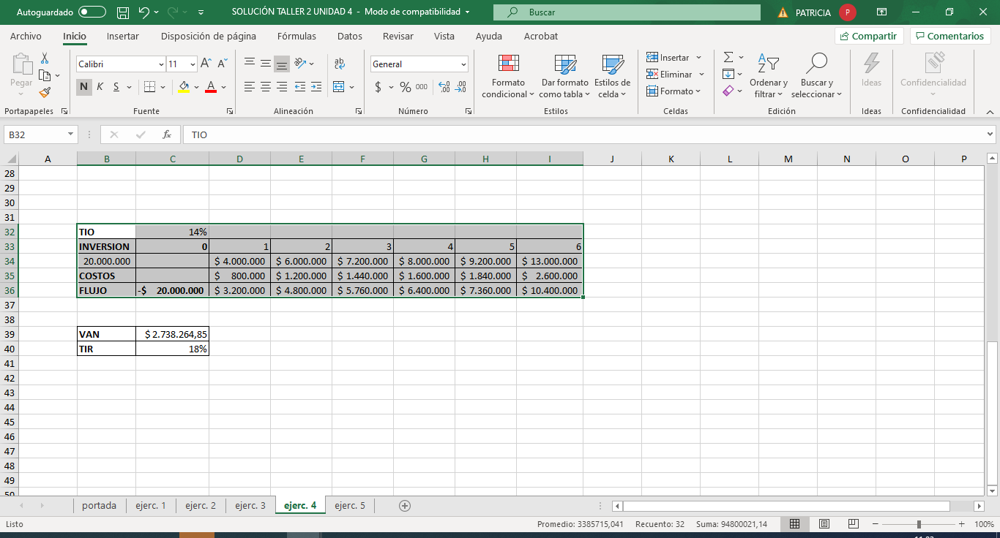 Autoguardado SOLUCIÓN TALLER 2 UNIDAD 4 - Modo de compatibilidad Buscar PATRICIA P
Archivo Inicio Insertar Disposición de página Fórmulas Datos Revisar Vista Ayuda Acrobat Compartir Comentarios
Pegar Calibri 11 A A ab General Formato condicional Dar formato como tabla Estilos de celda Insertar Eliminar Formato Ordenar y filtrar Buscar y seleccionar Ideas Confidencialidad
N K S A $ % 000
Portapapeles Fuente Alineación Número Estilos Celdas Edición Ideas Confidencialidad
B32 fx TIO
A B C D E F G H I J K L M N O P
28
29
30
31
32 TIO 14%
33 INVERSION 0 1 2 3 4 5 6
34 20.000.000 $ 4.000.000 $ 6.000.000 $ 7.200.000 $ 8.000.000 $ 9.200.000 $ 13.000.000
35 COSTOS $ 800.000 $ 1.200.000 $ 1.440.000 $ 1.600.000 $ 1.840.000 $ 2.600.000
36 FLUJO -$ 20.000.000 $ 3.200.000 $ 4.800.000 $ 5.760.000 $ 6.400.000 $ 7.360.000 $ 10.400.000
37
38
39 VAN $ 2.738.264,85
40 TIR 18%
41
42
43
44
45
46
47
48
49
50
portada ejerc. 1 ejerc. 2 ejerc. 3 ejerc. 4 ejerc. 5
Listo Promedio: 3385715,041 Recuento: 32 Suma: 94800021,14 100%